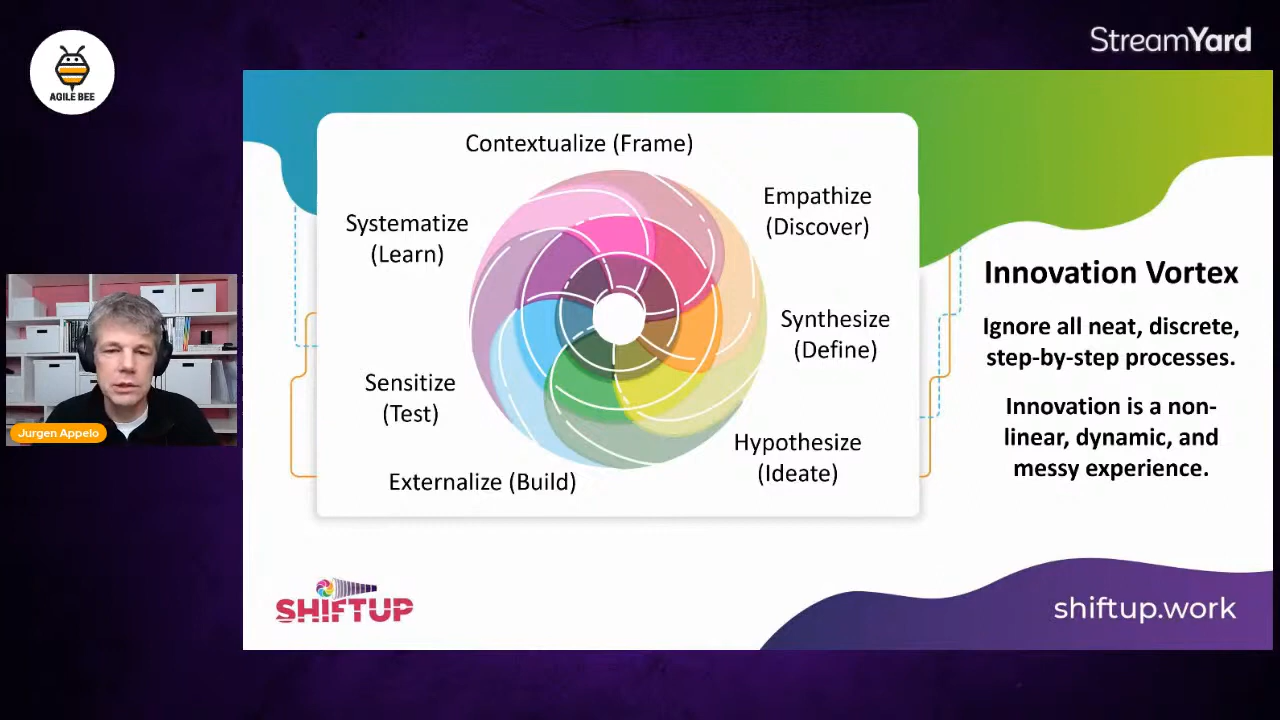 AGILE BEE
StreamYard
Contextualize (Frame)
Empathize
(Discover)
Systematize
(Learn)
Synthesize
(Define)
Sensitize
(Test)
Hypothesize
(Ideate)
Externalize (Build)
Innovation Vortex
Ignore all neat, discrete,
step-by-step processes.
Innovation is a non-
linear, dynamic, and
messy experience.
Jurgen Appelo
SHIFTUP
shiftup.work